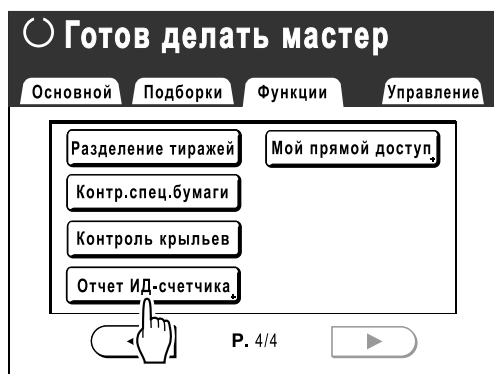 Готов делать мастер
Основной Подборки Функции Управление
Разделение тиражей Мой прямой доступ
Контр.спец.бумаги
Контроль крыльев
Отчет ИД-счетчика
P. 4/4